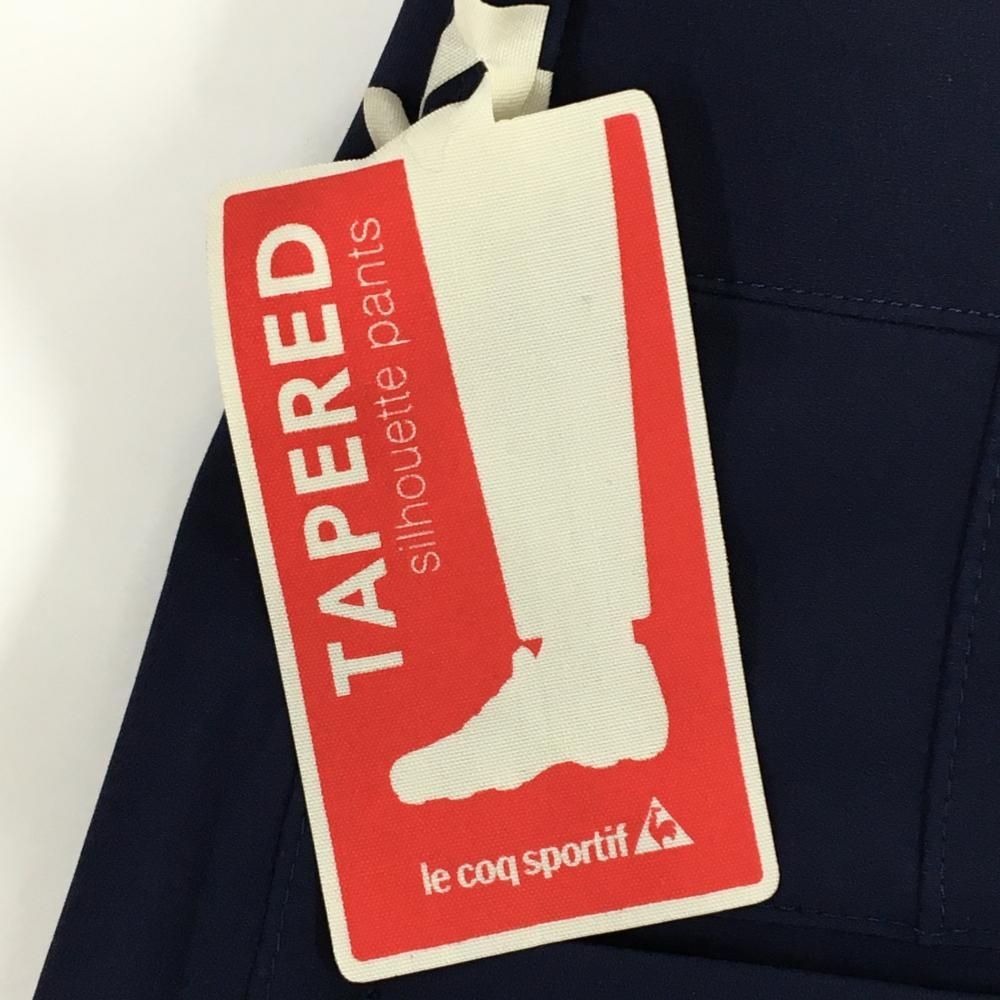 TAPERED
silhouette pants
le coq sportif